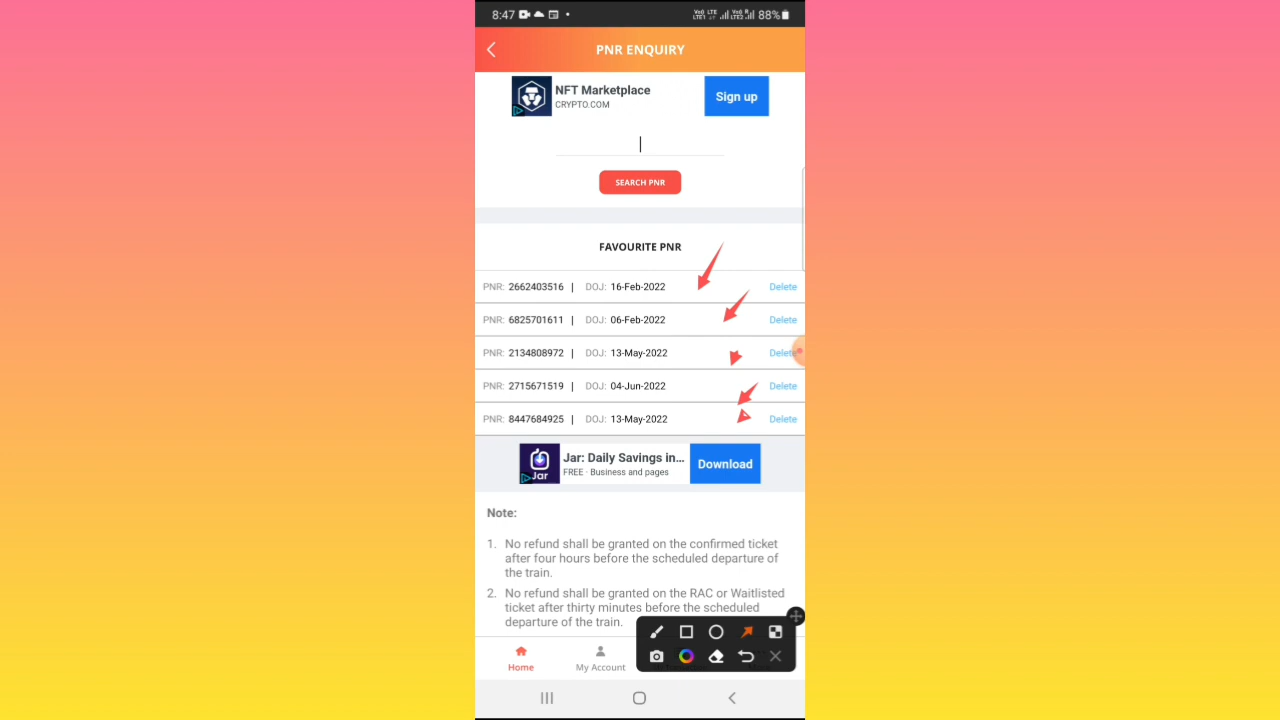 8:47
VoO LTE LTE1 VoO R LTE2 88%
PNR ENQUIRY
NFT Marketplace
CRYPTO.COM
Sign up
SEARCH PNR
FAVOURITE PNR
PNR: 2662403516 | DOJ: 16-Feb-2022 Delete
PNR: 6825701611 | DOJ: 06-Feb-2022 Delete
PNR: 2134808972 | DOJ: 13-May-2022 Delete
PNR: 2715671519 | DOJ: 04-Jun-2022 Delete
PNR: 8447684925 | DOJ: 13-May-2022 Delete
Jar
Jar: Daily Savings in...
FREE · Business and pages
Download
Note:
1. No refund shall be granted on the confirmed ticket
after four hours before the scheduled departure of
the train.
2. No refund shall be granted on the RAC or Waitlisted
ticket after thirty minutes before the scheduled
departure of the train.
Home
My Account